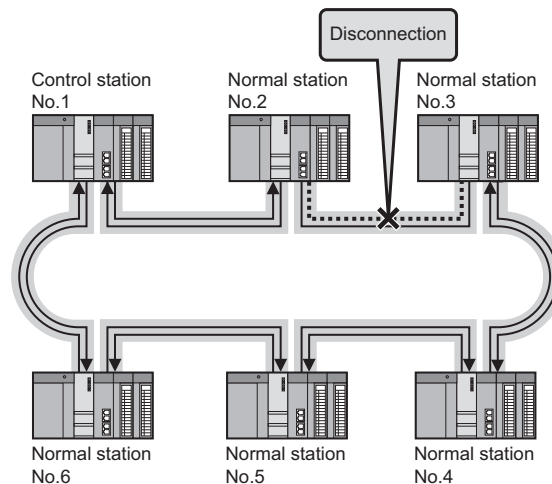 Disconnection
Control station
No.1
Normal station
No.2
Normal station
No.3
Normal station
No.6
Normal station
No.5
Normal station
No.4